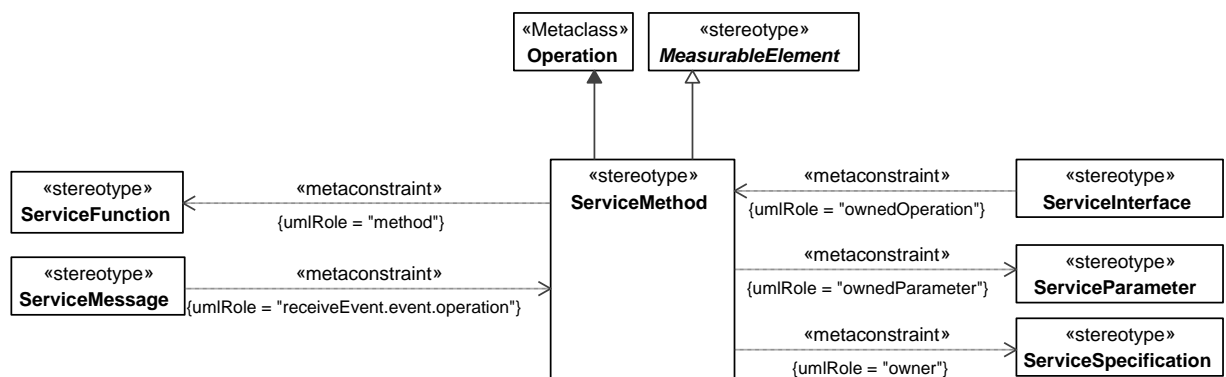 «Metaclass»
Operation
«stereotype»
MeasurableElement
«stereotype»
ServiceFunction
«metaconstraint»
{umlRole = "method"}
«stereotype»
ServiceMessage
«metaconstraint»
{umlRole = "receiveEvent.event.operation"}
«stereotype»
ServiceMethod
«metaconstraint»
{umlRole = "ownedOperation"}
«stereotype»
ServiceInterface
«metaconstraint»
{umlRole = "ownedParameter"}
«stereotype»
ServiceParameter
«metaconstraint»
{umlRole = "owner"}
«stereotype»
ServiceSpecification